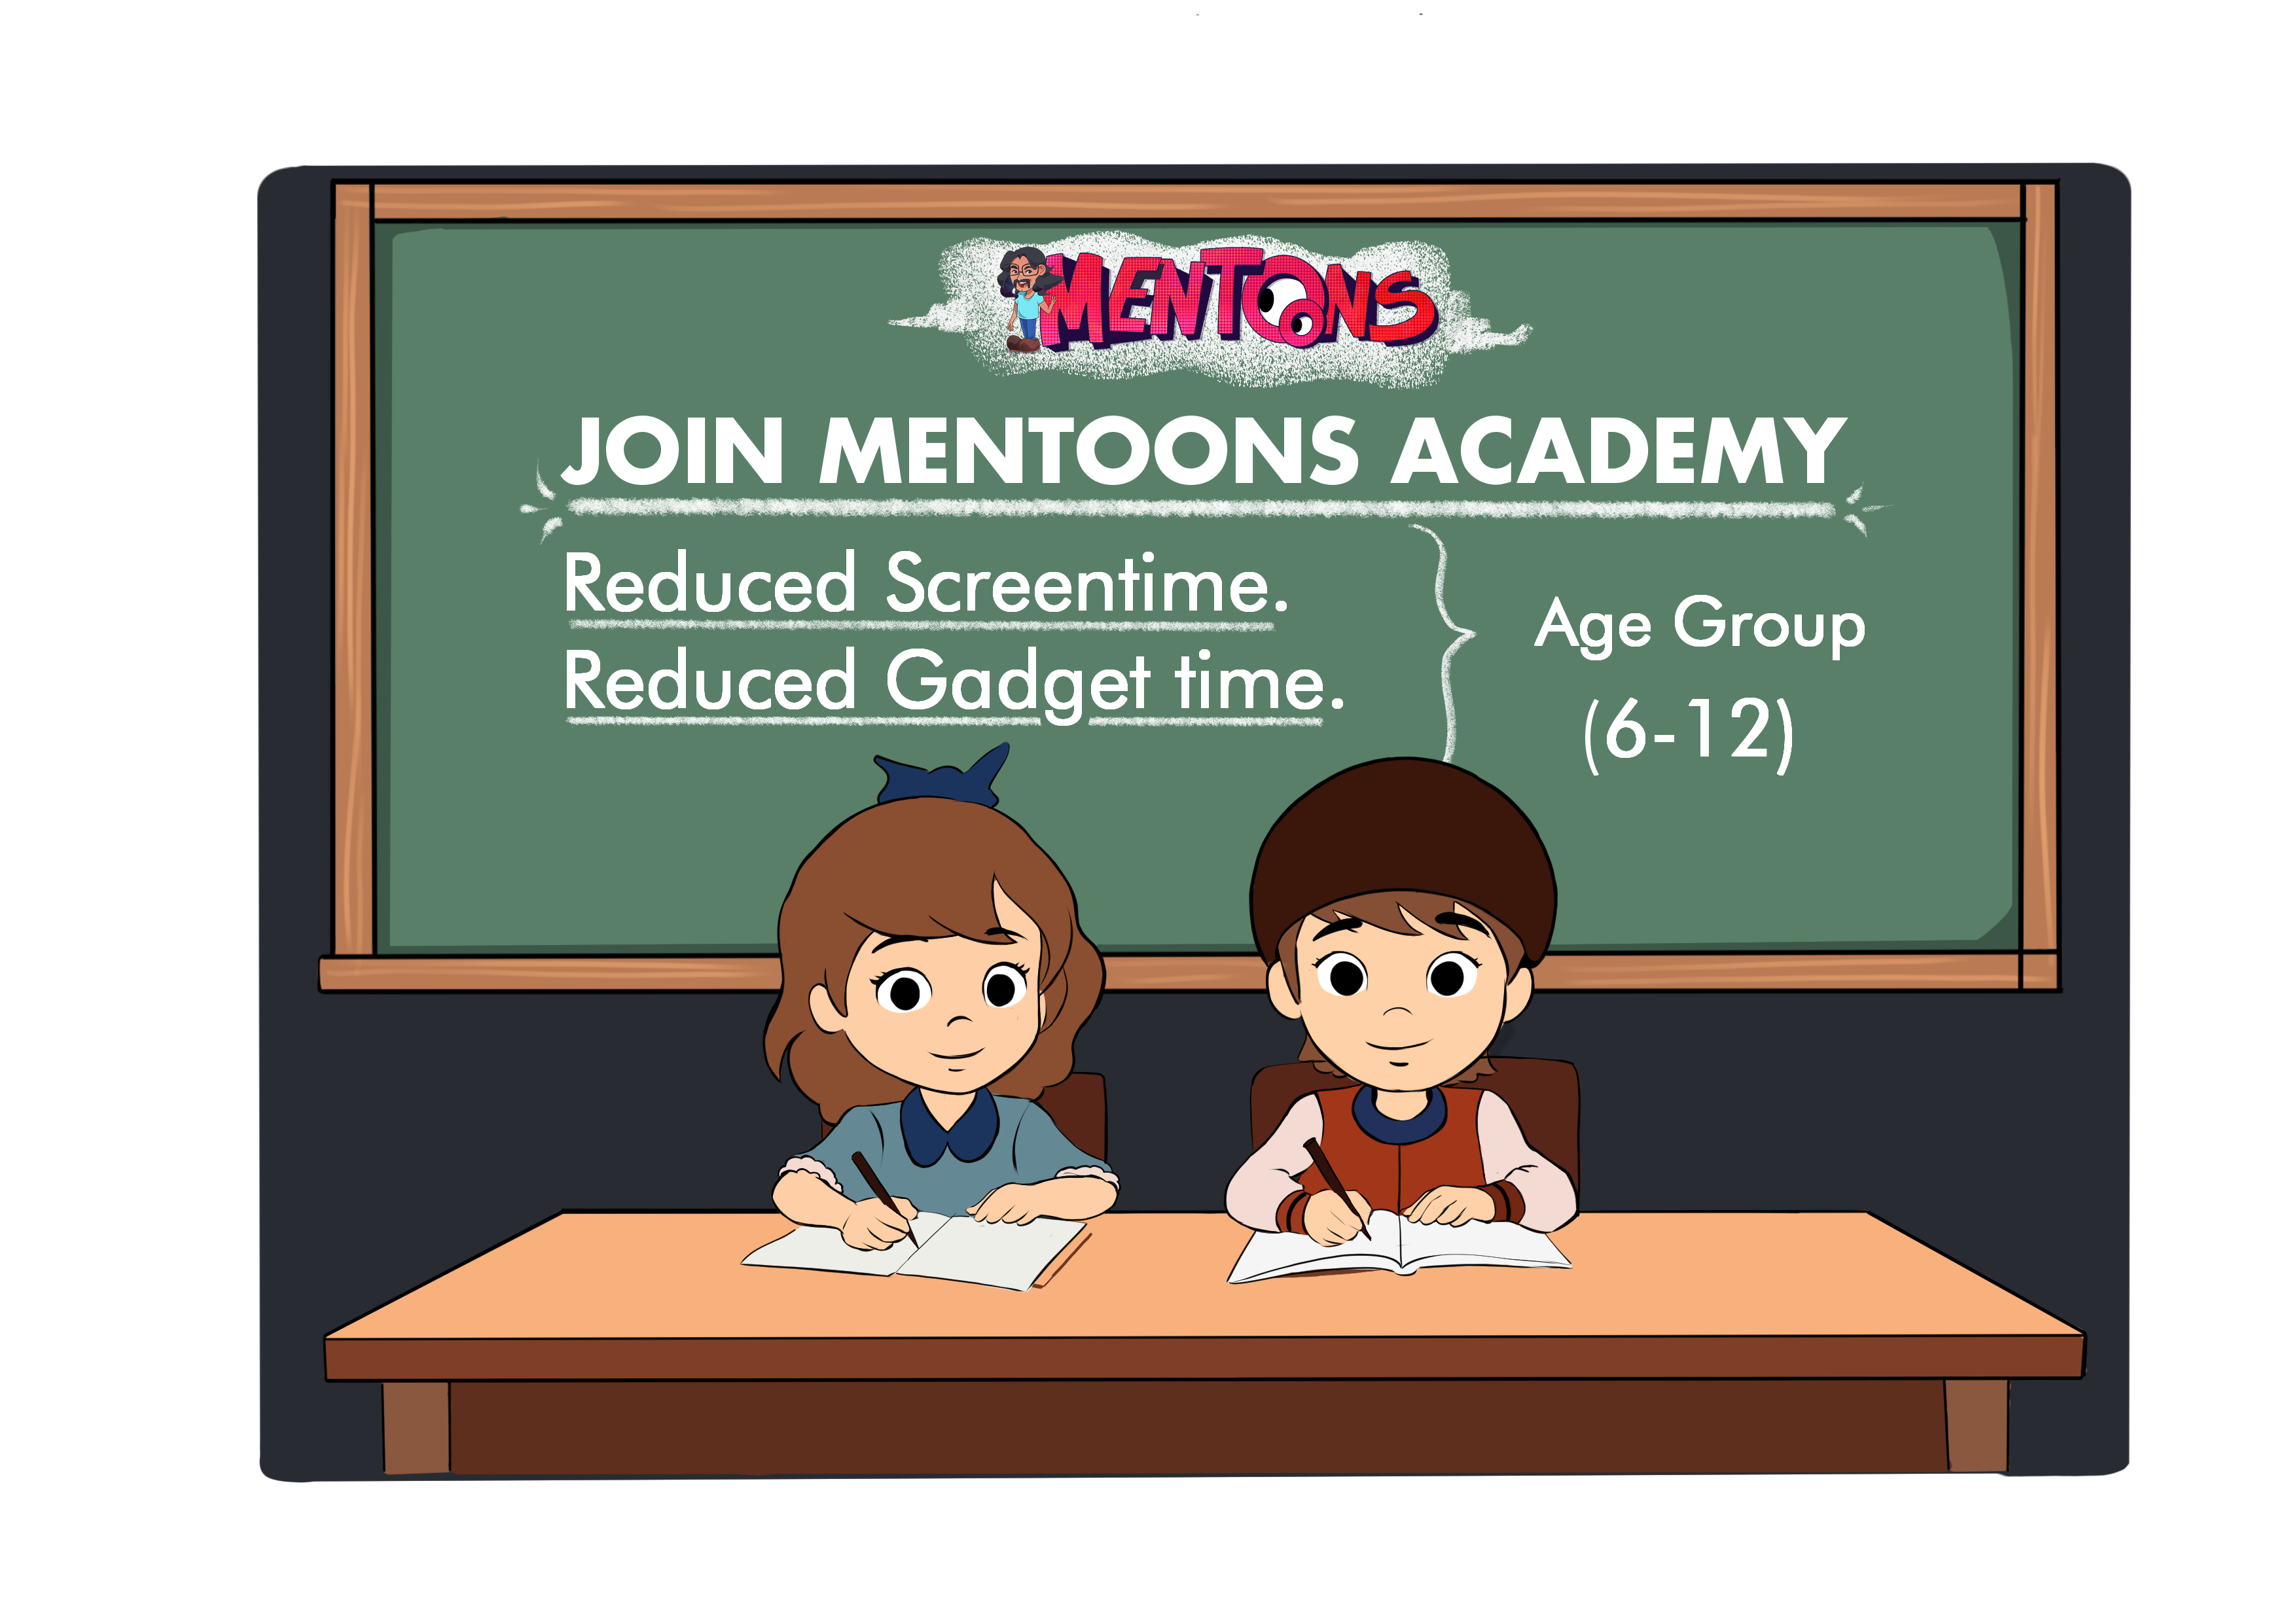 MENTOONS
JOIN MENTOONS ACADEMY
Reduced Screentime.
Reduced Gadget time.
Age Group
(6-12)